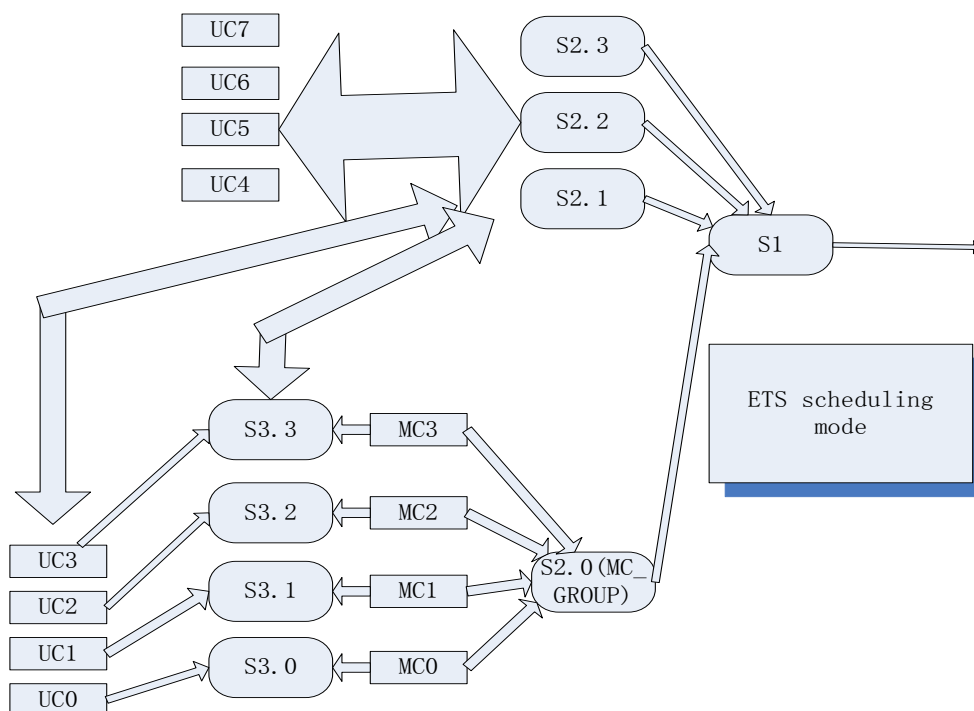 UC7
S2.3
UC6
UC5
S2.2
UC4
S2.1
S1
ETS scheduling
mode
S3.3
MC3
S3.2
MC2
UC3
S2.0(MC_
GROUP)
S3.1
MC1
UC2
UC1
S3.0
MC0
UC0